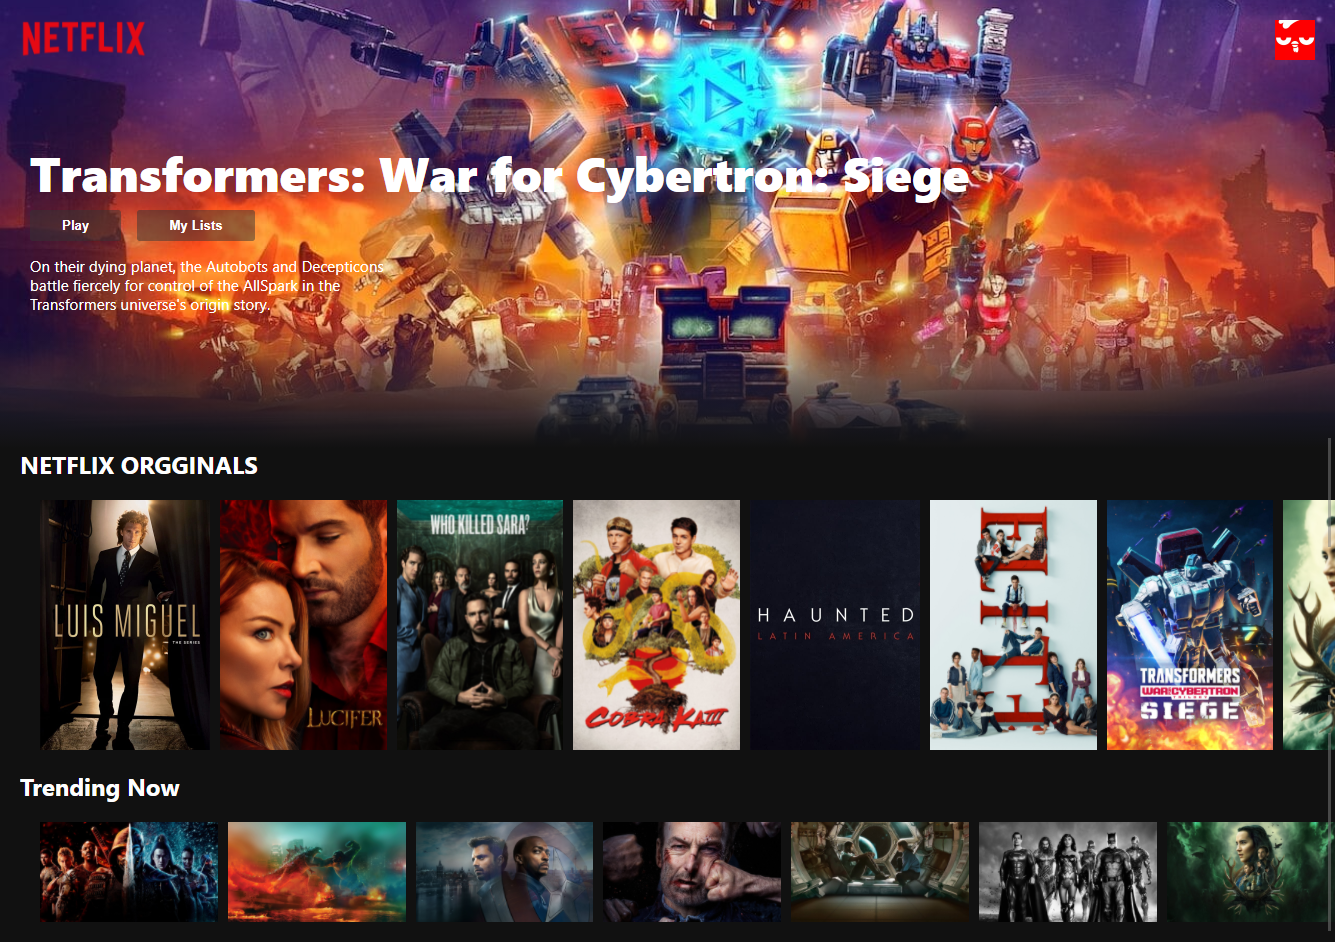 NETFLIX
Transformers: War for Cybertron: Siege
Play
My Lists
On their dying planet, the Autobots and Decepticons
battle fiercely for control of the AllSpark in the
Transformers universe's origin story.
NETFLIX ORGGINALS
LUIS MIGUEL
THE SERIES
LUCIFER
WHO KILLED SARA?
COBRA KAI III
HAUNTED
LATIN AMERICA
ELITE
TRANSFORMERS
WAR FOR CYBERTRON
TRILOGY
SIEGE
Trending Now